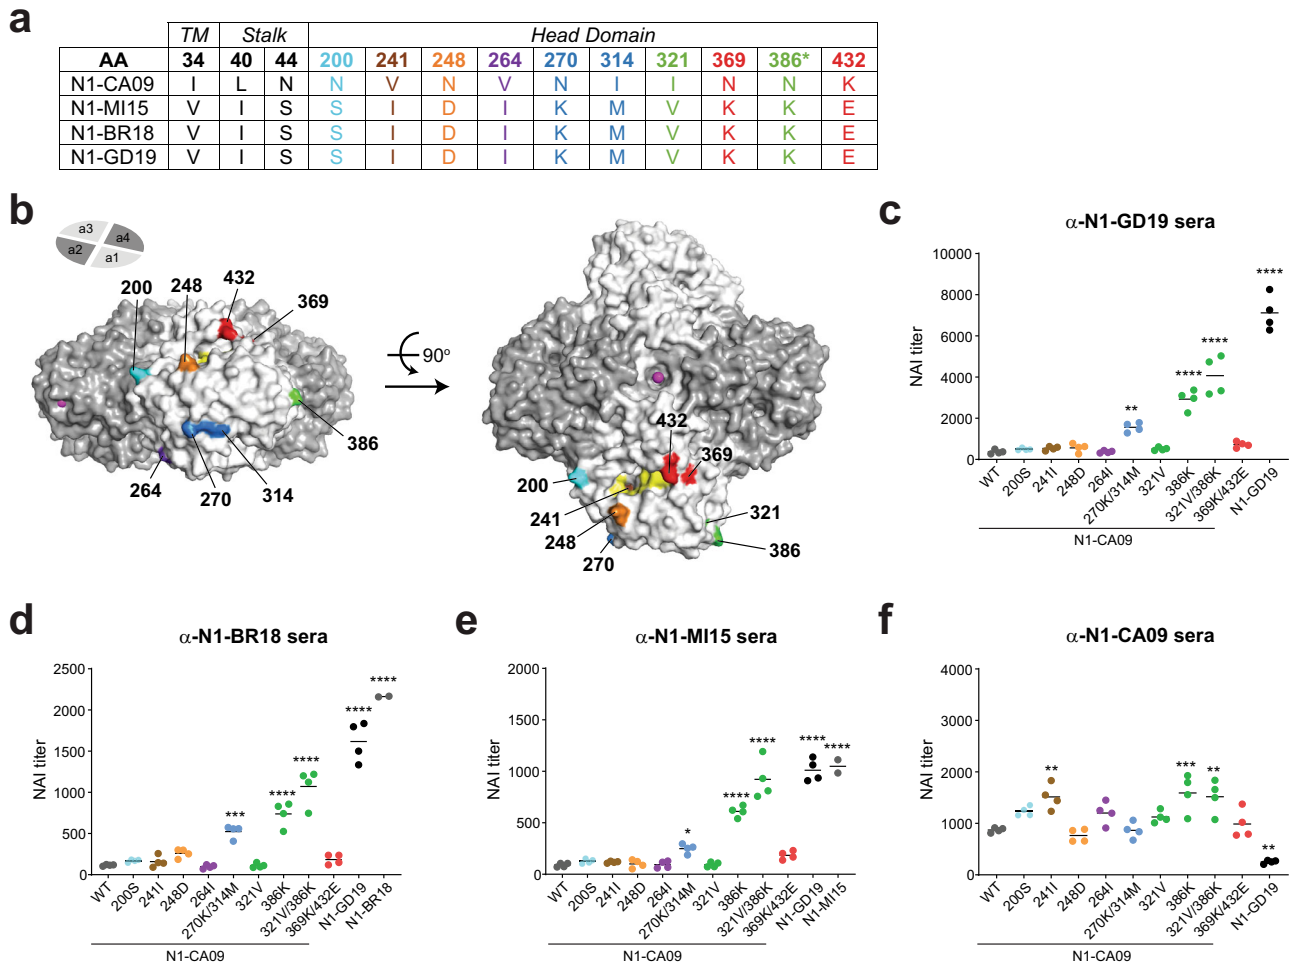 a
TM Stalk Head Domain
AA 34 40 44 200 241 248 264 270 314 321 369 386* 432
N1-CA09 I L N N V N V N I I N N K
N1-MI15 V I S S I D I K M V K K E
N1-BR18 V I S S I D I K M V K K E
N1-GD19 V I S S I D I K M V K K E
b
a3
a4
a2
a1
200
248
432
369
386
264
270
314
90°
432
369
200
241
248
270
321
386
c
α-N1-GD19 sera
NAI titer
10000
8000
6000
4000
2000
0
**
****
****
****
WT 200S 241I 248D 264I 270K/314M 321V 386K 321V/386K 369K/432E N1-GD19
N1-CA09
d
α-N1-BR18 sera
NAI titer
2500
2000
1500
1000
500
0
***
****
****
****
****
WT 200S 241I 248D 264I 270K/314M 321V 386K 321V/386K 369K/432E N1-GD19 N1-BR18
N1-CA09
e
α-N1-MI15 sera
NAI titer
2000
1500
1000
500
0
*
****
****
****
****
WT 200S 241I 248D 264I 270K/314M 321V 386K 321V/386K 369K/432E N1-GD19 N1-MI15
N1-CA09
f
α-N1-CA09 sera
NAI titer
4000
3000
2000
1000
0
**
***
**
**
WT 200S 241I 248D 264I 270K/314M 321V 386K 321V/386K 369K/432E N1-GD19
N1-CA09